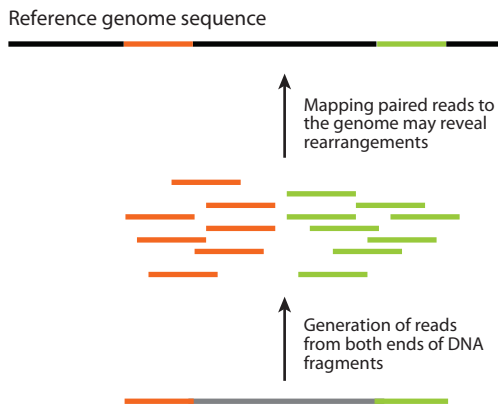 Reference genome sequence
Mapping paired reads to
the genome may reveal
rearrangements
Generation of reads
from both ends of DNA
fragments